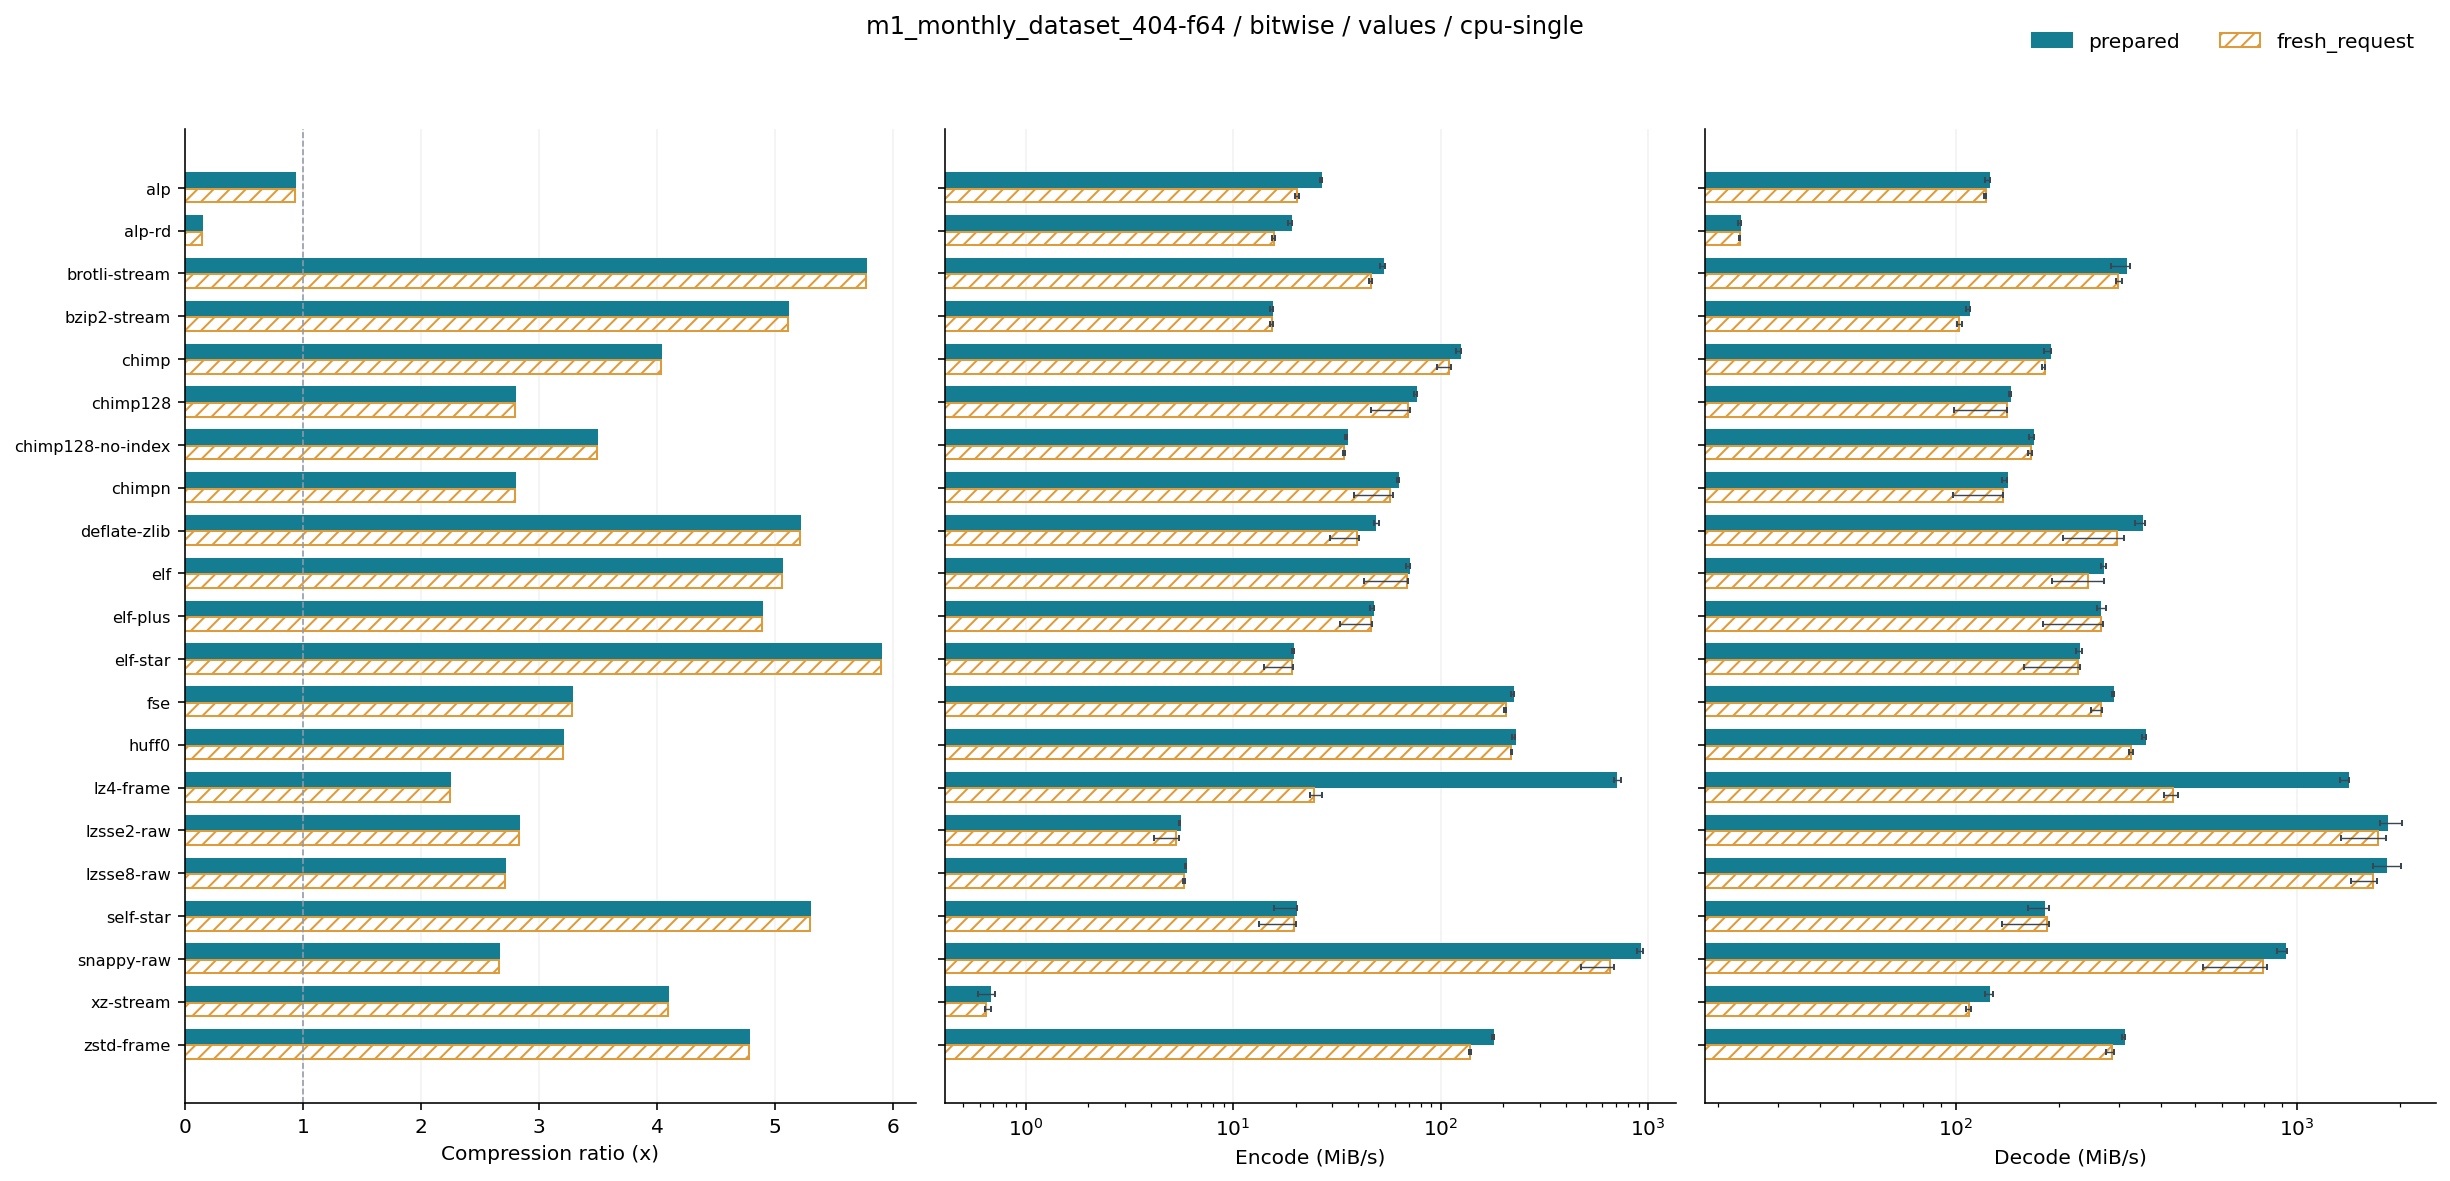 m1_monthly_dataset_404-f64 / bitwise / values / cpu-single
prepared
fresh_request
alp
alp-rd
brotli-stream
bzip2-stream
chimp
chimp128
chimp128-no-index
chimpn
deflate-zlib
elf
elf-plus
elf-star
fse
huff0
lz4-frame
lzsse2-raw
lzsse8-raw
self-star
snappy-raw
xz-stream
zstd-frame
0 1 2 3 4 5 6
Compression ratio (x)
10⁰ 10¹ 10² 10³
Encode (MiB/s)
10² 10³
Decode (MiB/s)